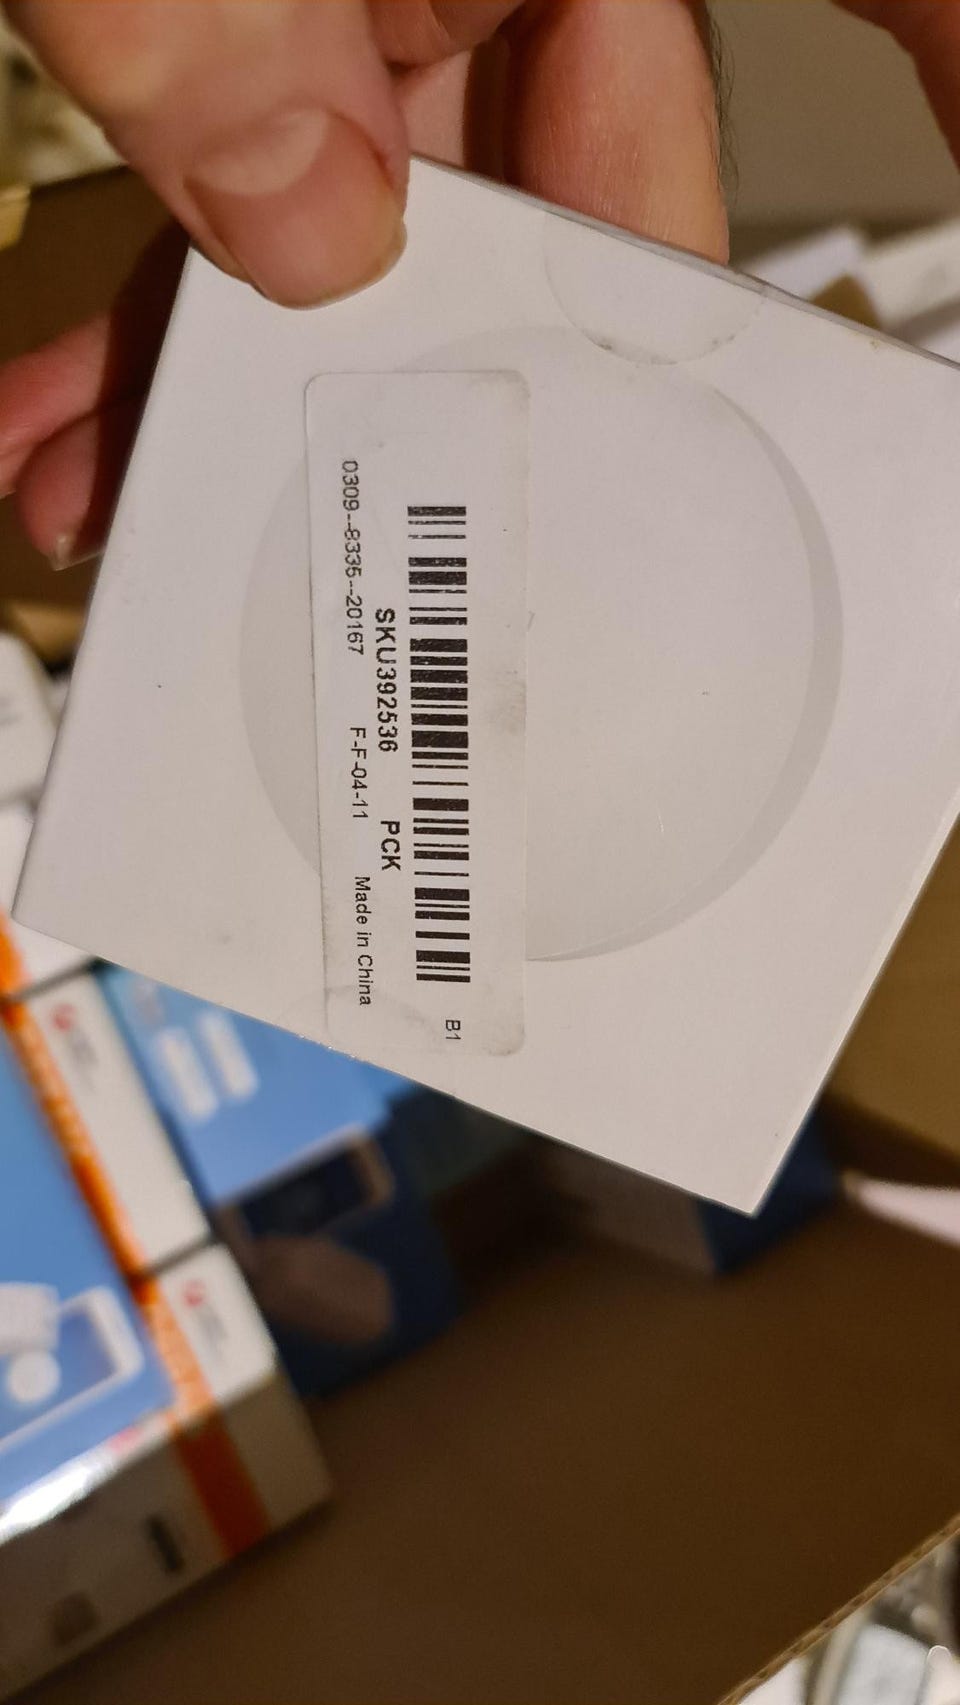 B1
SKU392536 PCK
0309--8335--20167 F-F-04-11 Made in China